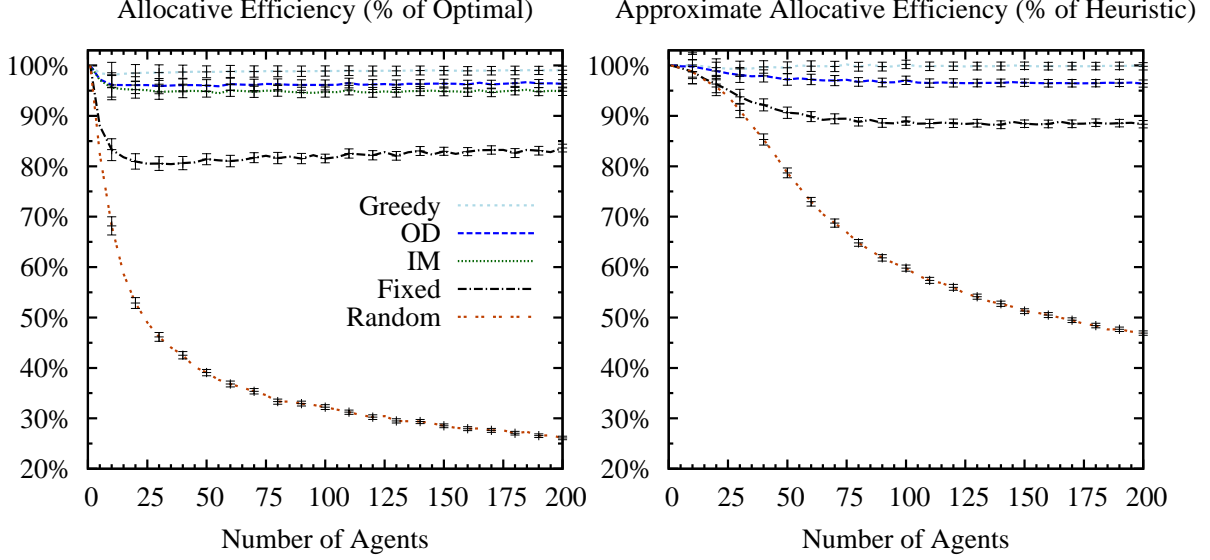 Allocative Efficiency (% of Optimal)
100%
90%
80%
70%
60%
50%
40%
30%
20%
0 25 50 75 100 125 150 175 200
Number of Agents
Greedy
OD
IM
Fixed
Random
Approximate Allocative Efficiency (% of Heuristic)
100%
90%
80%
70%
60%
50%
40%
30%
20%
0 25 50 75 100 125 150 175 200
Number of Agents